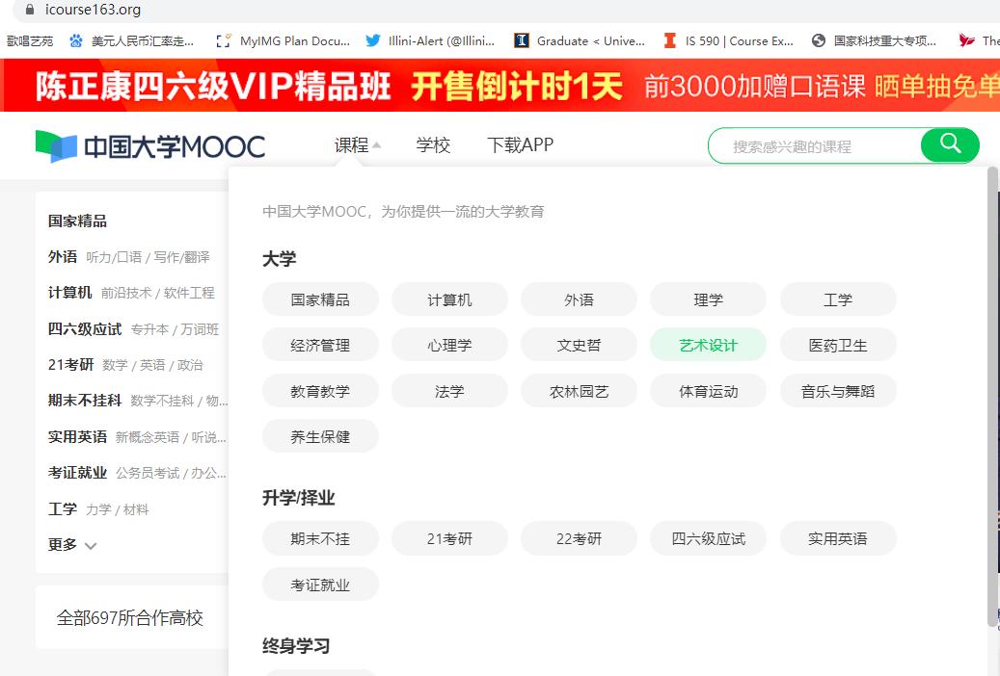 icourse163.org
歌唱艺苑 美元人民币汇率走... MyIMG Plan Docu... Illini-Alert (@Illini... Graduate < Unive... IS 590 | Course Ex... 国家科技重大专项... The
陈正康四六级VIP精品班 开售倒计时1天 前3000加赠口语课 晒单抽免单
中国大学MOOC 课程 学校 下载APP 搜索感兴趣的课程
国家精品
外语 听力/口语 / 写作/翻译
计算机 前沿技术 / 软件工程
四六级应试 专升本 / 万词班
21考研 数学 / 英语 / 政治
期末不挂科 数学不挂科 / 物...
实用英语 新概念英语 / 听说...
考证就业 公务员考试 / 办公...
工学 力学 / 材料
更多
全部697所合作高校
中国大学MOOC，为你提供一流的大学教育
大学
国家精品 计算机 外语 理学 工学
经济管理 心理学 文史哲 艺术设计 医药卫生
教育教学 法学 农林园艺 体育运动 音乐与舞蹈
养生保健
升学/择业
期末不挂 21考研 22考研 四六级应试 实用英语
考证就业
终身学习